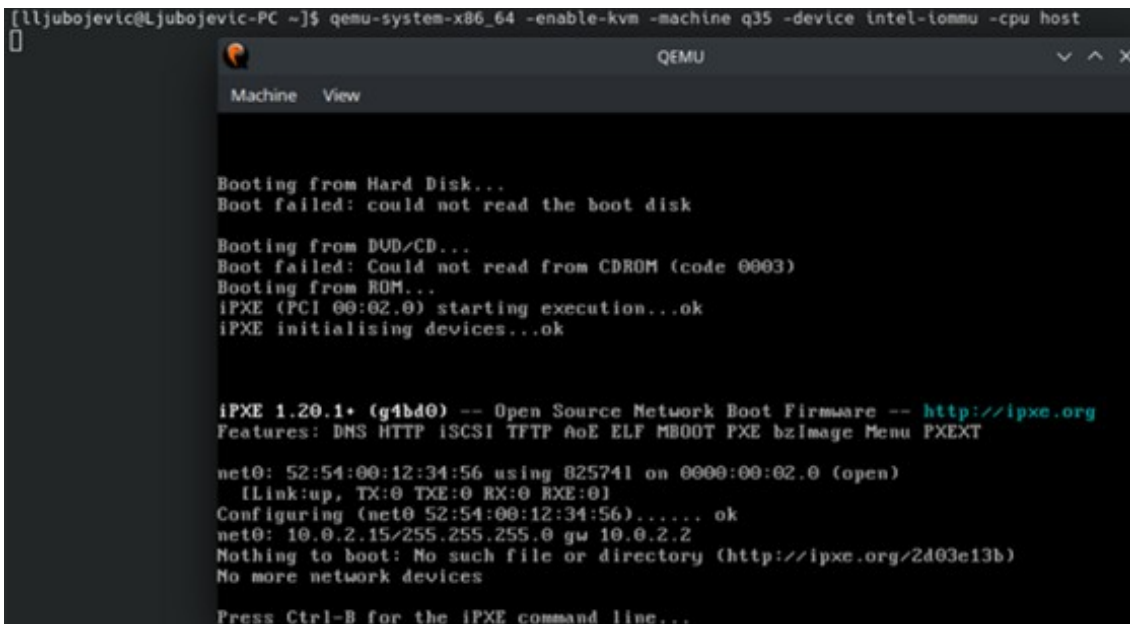 [lljubojevic@Ljubojevic-PC ~]$ qemu-system-x86_64 -enable-kvm -machine q35 -device intel-iommu -cpu host
QEMU
Machine View
Booting from Hard Disk...
Boot failed: could not read the boot disk
Booting from DVD/CD...
Boot failed: Could not read from CDROM (code 0003)
Booting from ROM...
iPXE (PCI 00:02.0) starting execution...ok
iPXE initialising devices...ok
iPXE 1.20.1+ (g4bd0) -- Open Source Network Boot Firmware -- http://ipxe.org
Features: DNS HTTP iSCSI TFTP AoE ELF MBOOT PXE bzImage Menu PXEXT
net0: 52:54:00:12:34:56 using 82574l on 0000:00:02.0 (open)
[Link:up, TX:0 TXE:0 RX:0 RXE:0]
Configuring (net0 52:54:00:12:34:56)...... ok
net0: 10.0.2.15/255.255.255.0 gw 10.0.2.2
Nothing to boot: No such file or directory (http://ipxe.org/2d03e13b)
No more network devices
Press Ctrl-B for the iPXE command line...